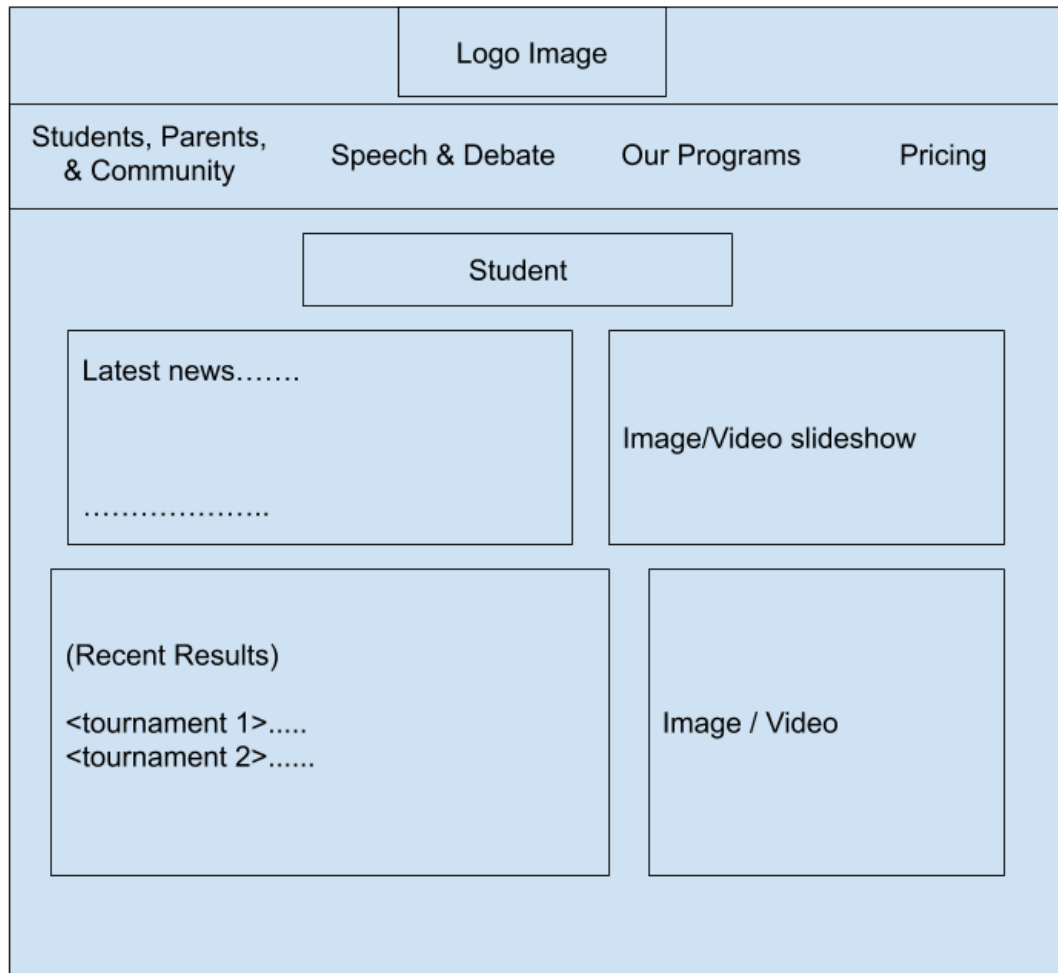 Logo Image
Students, Parents,
& Community
Speech & Debate
Our Programs
Pricing
Student
Latest news…….
………………..
Image/Video slideshow
(Recent Results)
<tournament 1>.....
<tournament 2>......
Image / Video